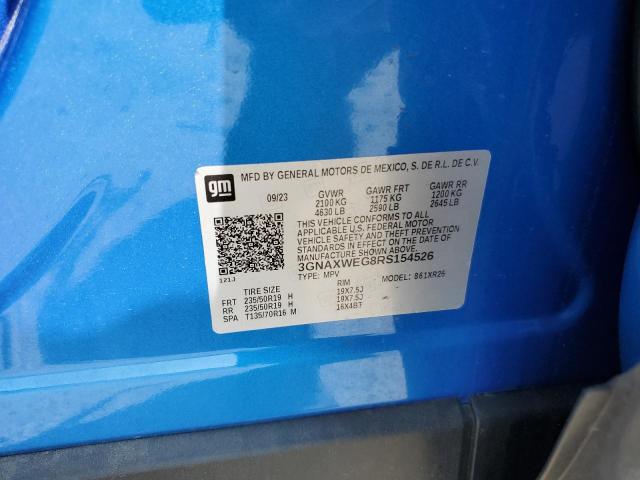 gm
MFD BY GENERAL MOTORS DE MEXICO, S. DE R.L. DE C.V.
09/23 GVWR GAWR FRT GAWR RR
2100 KG 1175 KG 1200 KG
4630 LB 2590 LB 2645 LB
THIS VEHICLE CONFORMS TO ALL APPLICABLE
U.S. FEDERAL MOTOR
VEHICLE SAFETY AND THEFT PREVENTION
STANDARDS IN EFFECT ON THE DATE OF
MANUFACTURE SHOWN ABOVE.
3GNAXWEG8RS154526
TYPE: MPV MODEL: 861XR26
121J
TIRE SIZE RIM
FRT 235/50R19 H 19X7.5J
RR 235/50R19 H 19X7.5J
SPA T135/70R16 M 16X4BT